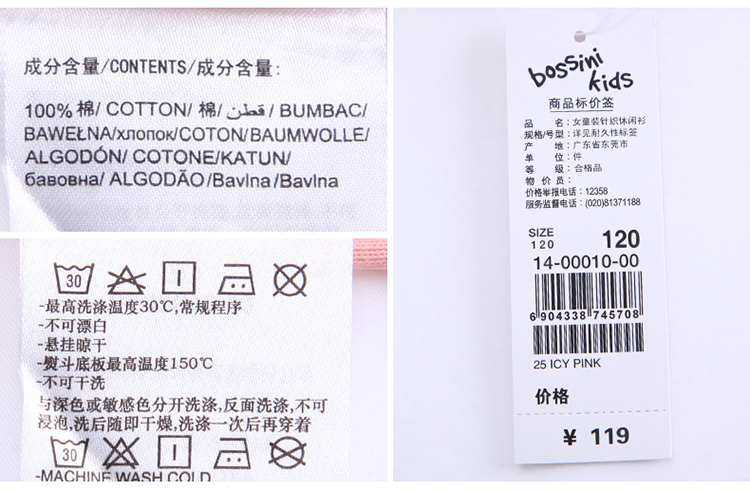 成分含量/CONTENTS/成分含量:
100% 棉/ COTTON/ 棉/ قطن / BUMBAC/
BAWEŁNA/хлопок/COTON/BAUMWOLLE/
ALGODÓN/ COTONE/KATUN/
бавовна/ ALGODÃO/Bavlna/Bavlna
30
-最高洗涤温度30℃,常规程序
-不可漂白
-悬挂晾干
-熨斗底板最高温度150℃
-不可干洗
与深色或敏感色分开洗涤,反面洗涤,不可
浸泡,洗后随即干燥,洗涤一次后再穿着
30
-MACHINE WASH COLD
bossini
kids
商品标价签
品 名: 女童装针织休闲衫
规格/号型: 详见耐久性标签
产 地: 广东省东莞市
单 位: 件
等 级: 合格品
物 价 员:
价格举报电话: 12358
服务监督电话: (020)81371188
SIZE
120 120
14-00010-00
6 904338 745708
25 ICY PINK
价格
¥ 119